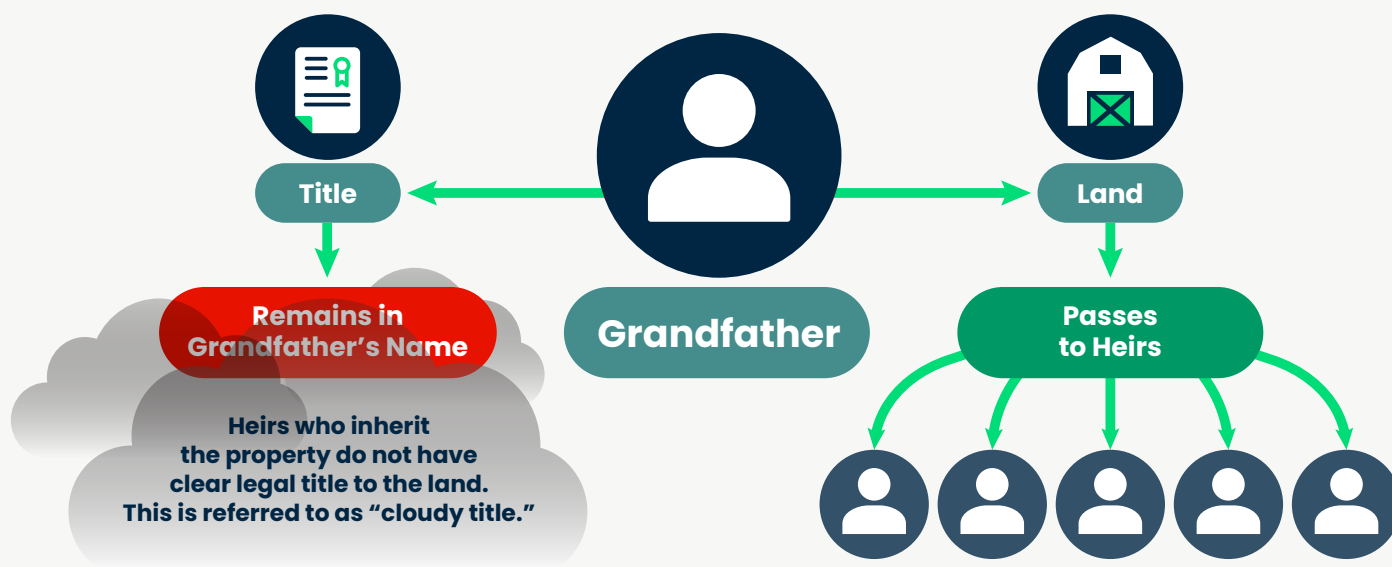 Title
Land
Grandfather
Remains in
Grandfather’s Name
Passes
to Heirs
Heirs who inherit
the property do not have
clear legal title to the land.
This is referred to as “cloudy title.”